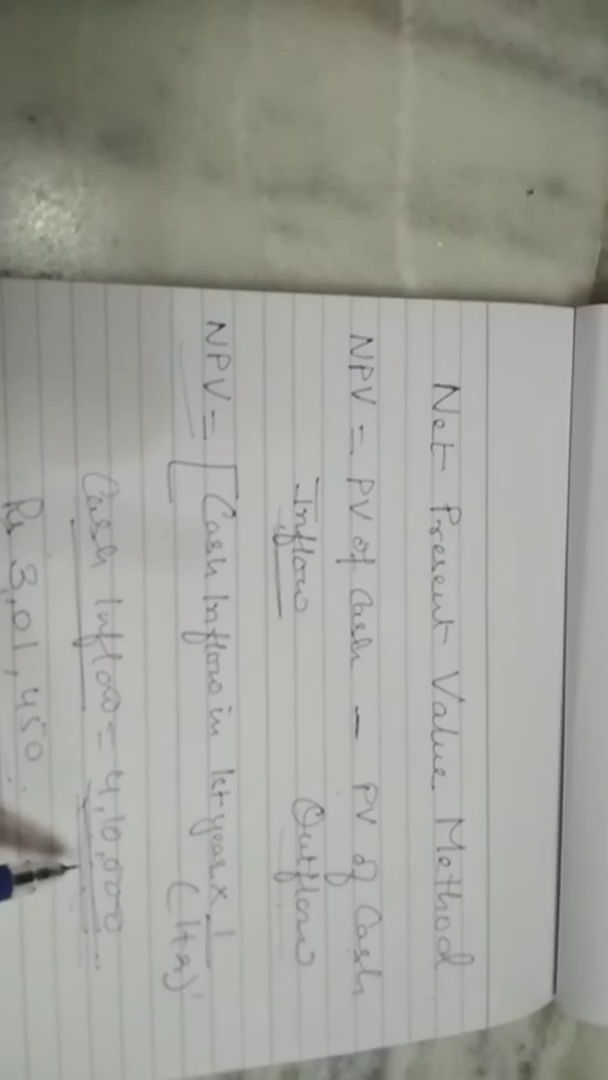 Net Present Value Method
NPV = PV of Cash - PV of Cash
Inflow Outflow
NPV = [Cash Inflow in 1st year x 1/(1+r)¹
Cash Inflow = 4,10,000
Rs 3,01,450